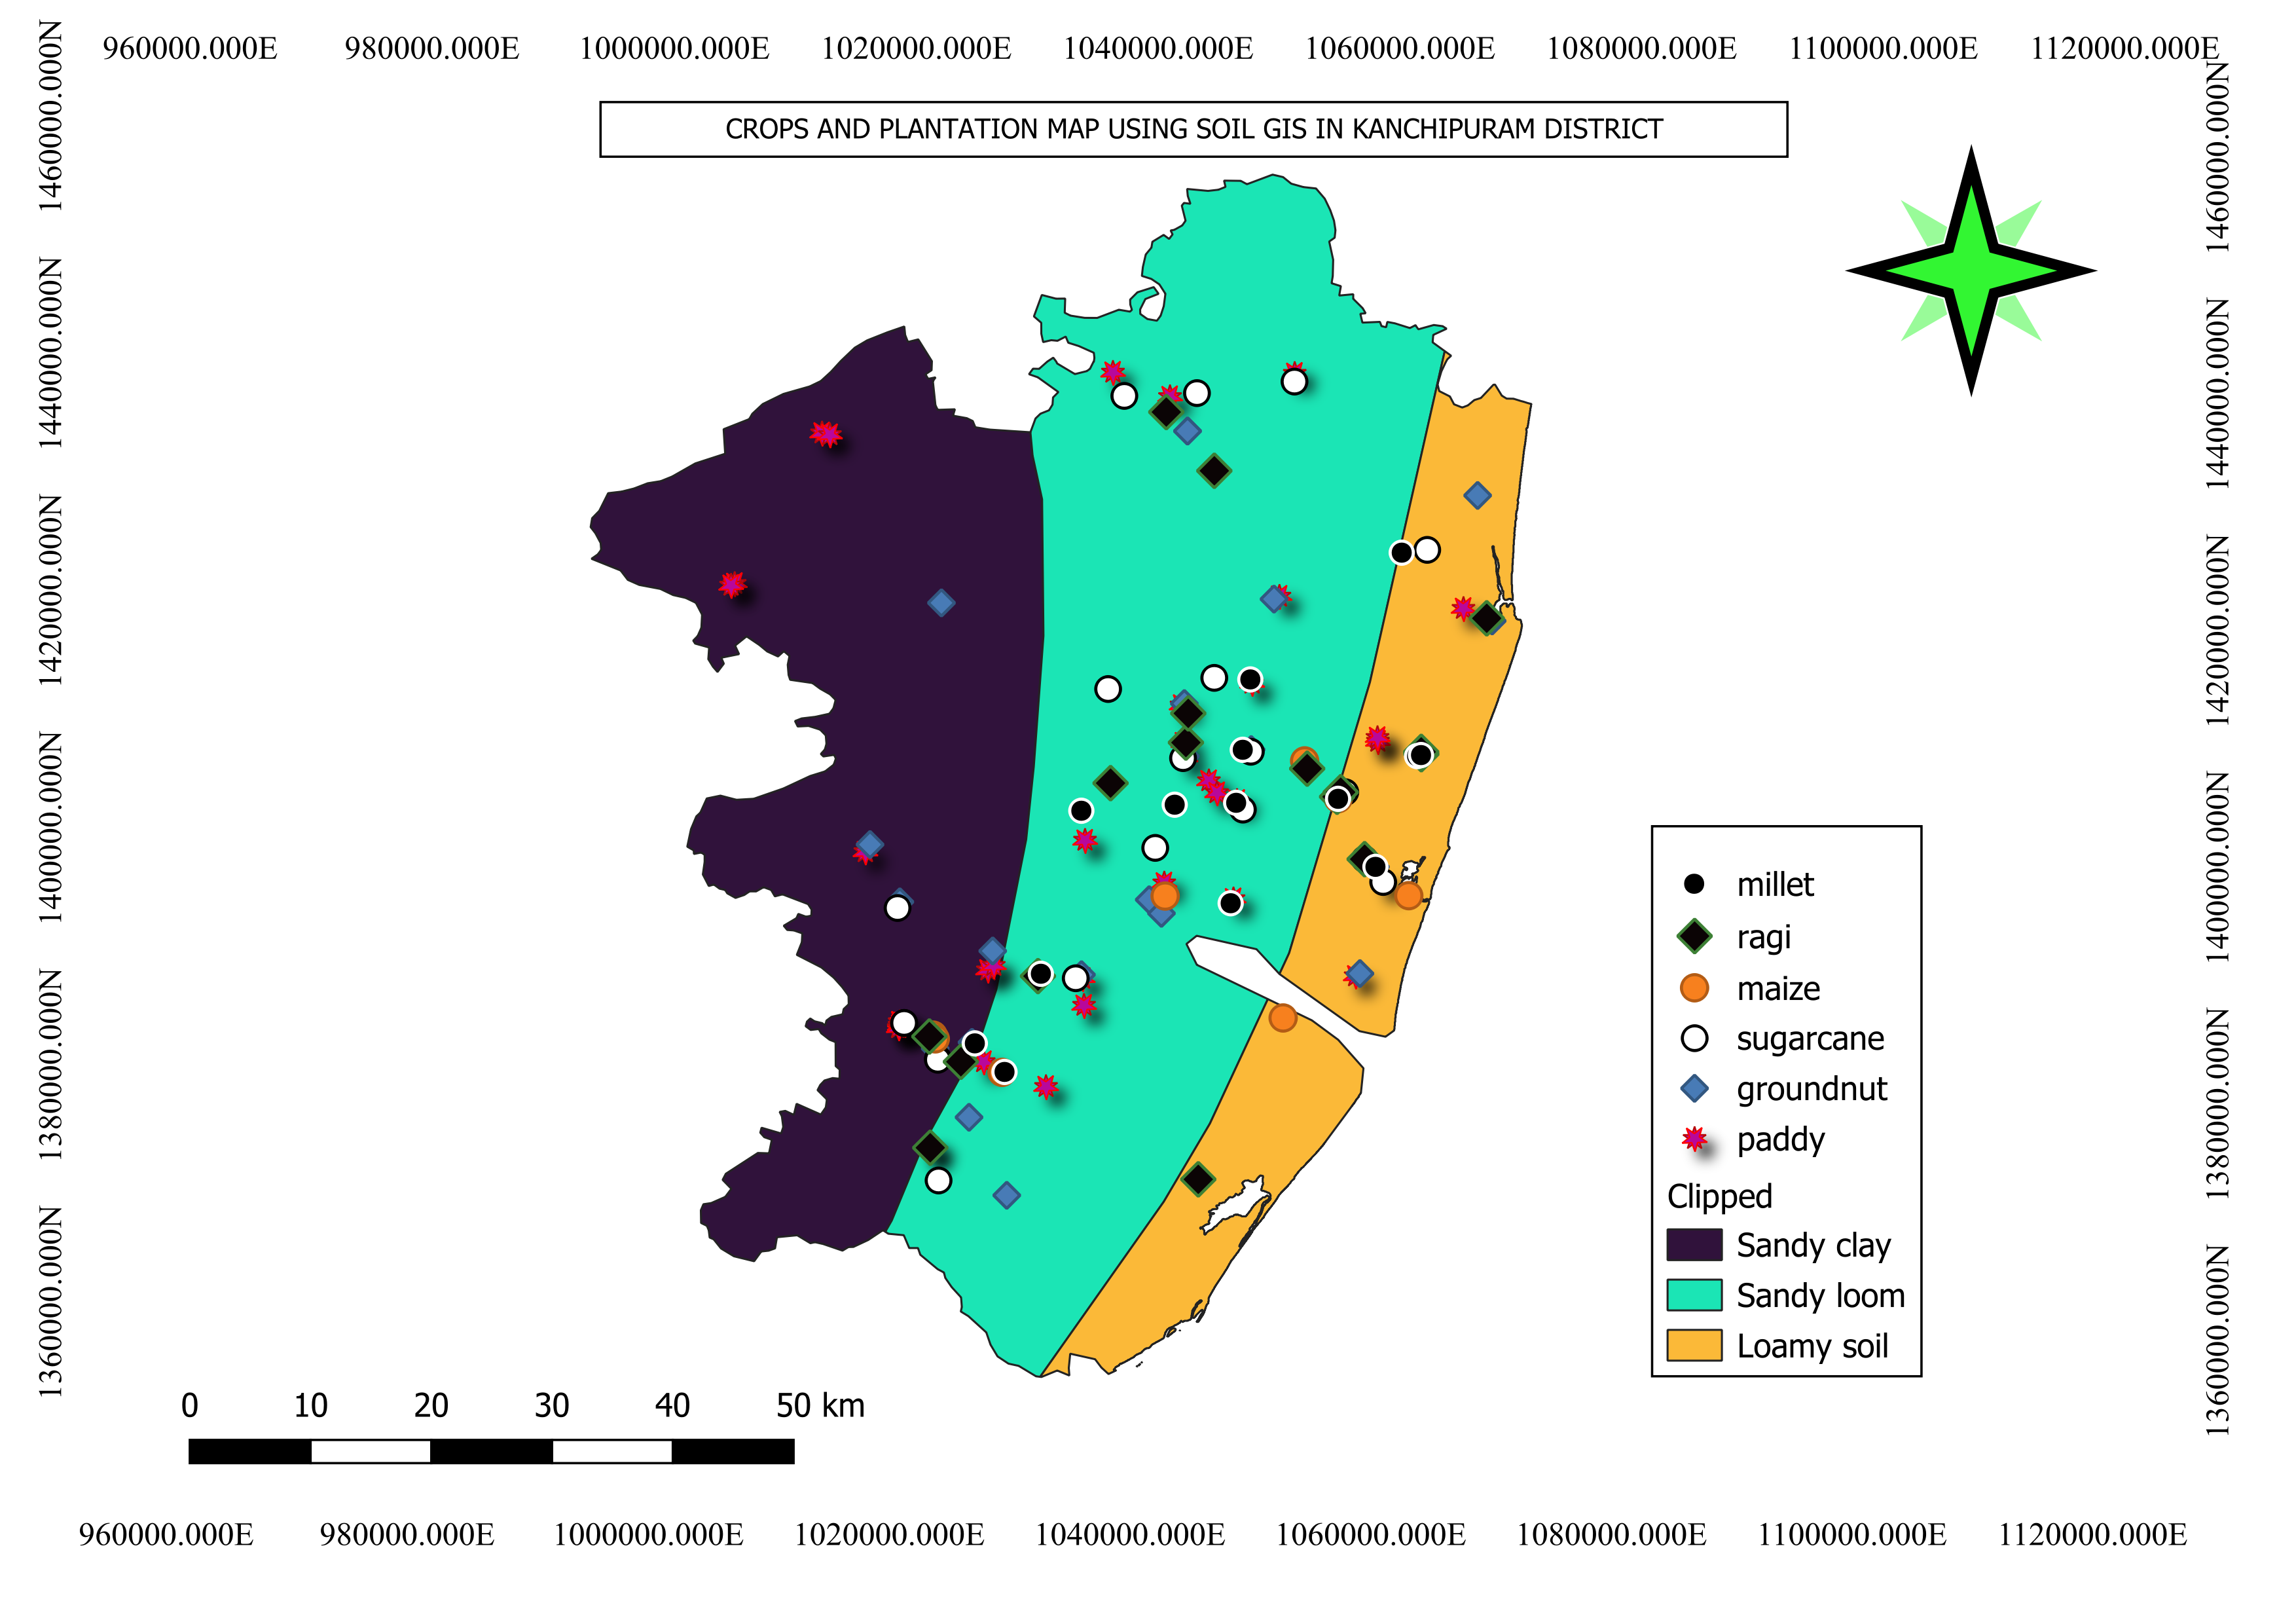 960000.000E 980000.000E 1000000.000E 1020000.000E 1040000.000E 1060000.000E 1080000.000E 1100000.000E 1120000.000E
CROPS AND PLANTATION MAP USING SOIL GIS IN KANCHIPURAM DISTRICT
1460000.000N
1440000.000N
1420000.000N
1400000.000N
1380000.000N
1360000.000N
1460000.000N
1440000.000N
1420000.000N
1400000.000N
1380000.000N
1360000.000N
millet
ragi
maize
sugarcane
groundnut
paddy
Clipped
Sandy clay
Sandy loom
Loamy soil
0 10 20 30 40 50 km
960000.000E 980000.000E 1000000.000E 1020000.000E 1040000.000E 1060000.000E 1080000.000E 1100000.000E 1120000.000E